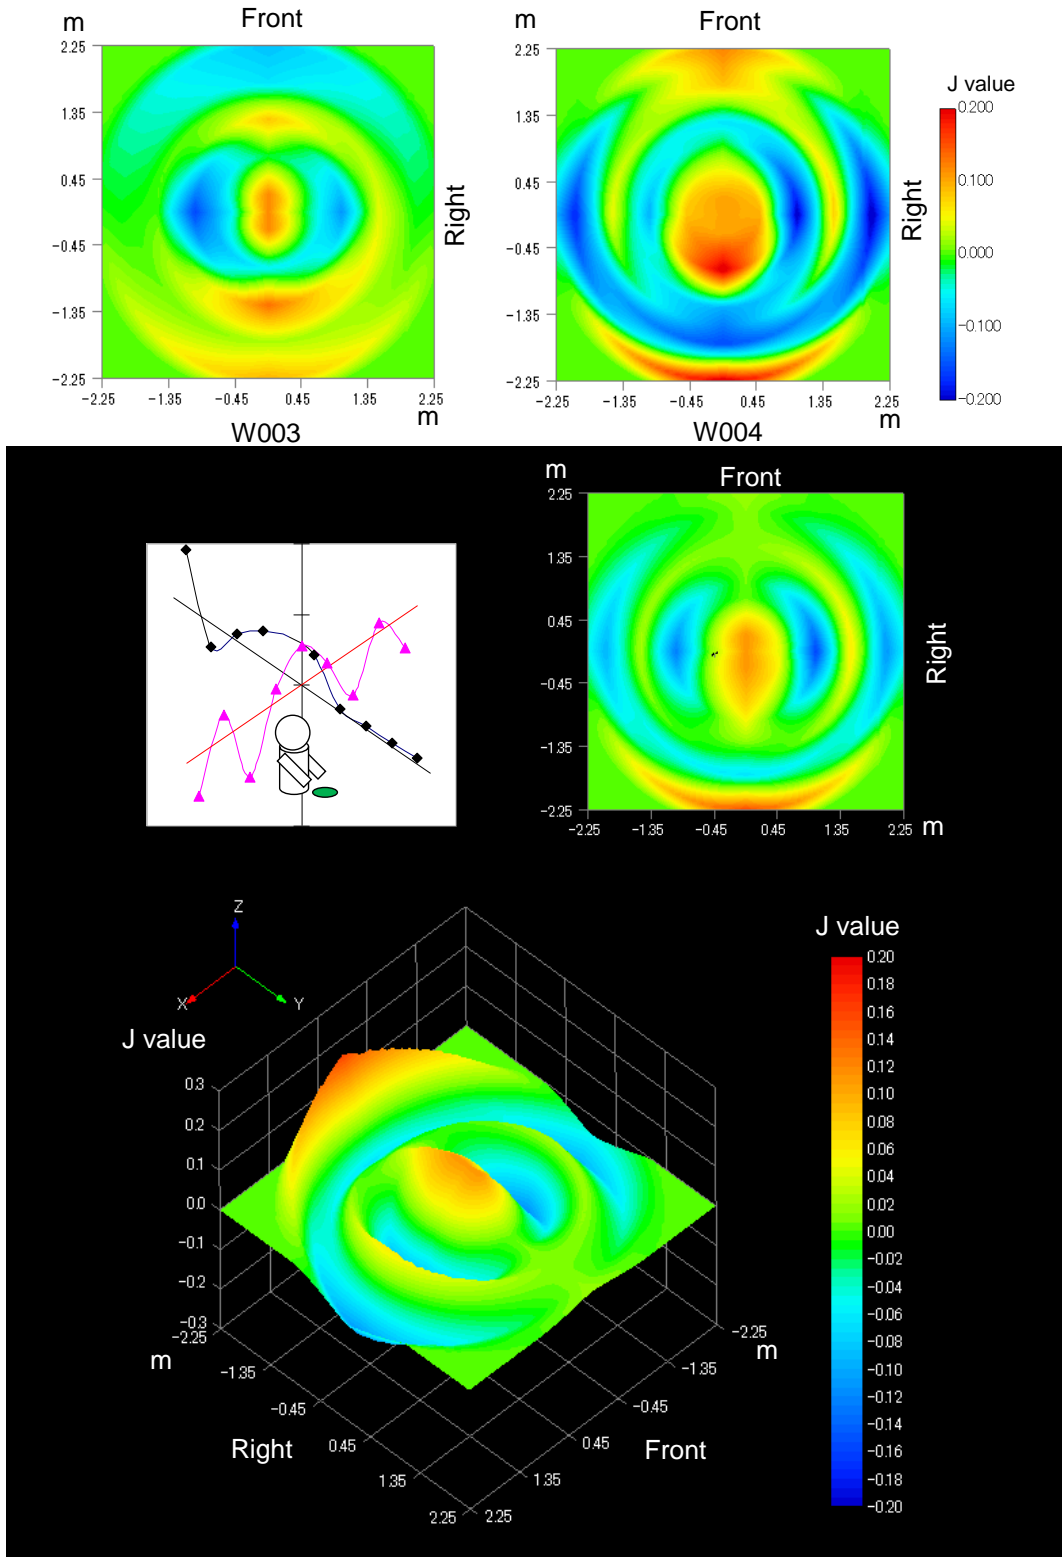 m Front
2.25
1.35
0.45
-0.45
-1.35
-2.25
-2.25 -1.35 -0.45 0.45 1.35 2.25
m
Right
W003
m Front
2.25
1.35
0.45
-0.45
-1.35
-2.25
-2.25 -1.35 -0.45 0.45 1.35 2.25
m
Right
W004
J value
0.200
0.100
0.000
-0.100
-0.200
m Front
2.25
1.35
0.45
-0.45
-1.35
-2.25
-2.25 -1.35 -0.45 0.45 1.35 2.25 m
Right
Z
X Y
J value
0.3
0.2
0.1
0.0
-0.1
-0.2
-0.3
-2.25
m
-1.35
-0.45
Right
0.45
1.35
2.25
2.25
1.35
0.45
Front
-0.45
-1.35
m
-2.25
J value
0.20
0.18
0.16
0.14
0.12
0.10
0.08
0.06
0.04
0.02
0.00
-0.02
-0.04
-0.06
-0.08
-0.10
-0.12
-0.14
-0.16
-0.18
-0.20